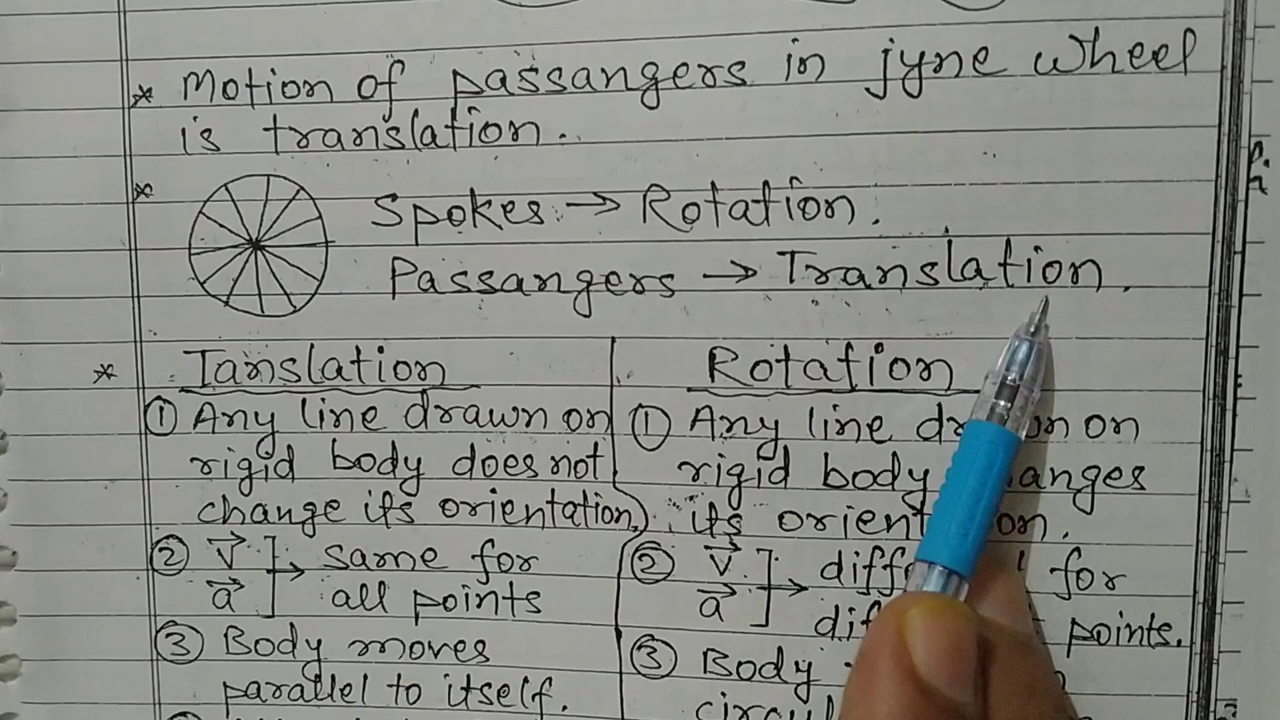 * Motion of passangers in jyne wheel
is translation.
* Spokes → Rotation.
Passangers → Translation.
* Tanslation
① Any line drawn on
rigid body does not
change its orientation.
② v⃗ a⃗ ] → same for
all points
③ Body moves
parallel to itself.
Rotation
① Any line on
rigid body
its
② v⃗ a⃗ ] → for
points.
③ Body